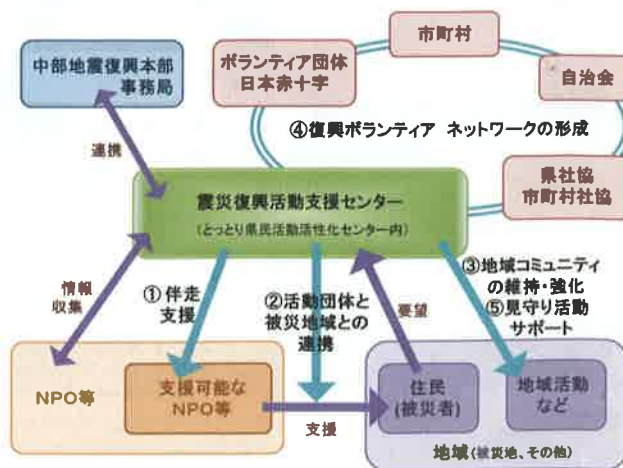 市町村
中部地震復興本部
事務局
ボランティア団体
日本赤十字
自治会
④復興ボランティア ネットワークの形成
連携
県社協
市町村社協
震災復興活動支援センター
(とっとり県民活動活性化センター内)
情報
収集
①伴走
支援
②活動団体と
被災地域との
連携
要望
③地域コミュニティ
の維持・強化
⑤見守り活動
サポート
NPO等
支援可能な
NPO等
支援
住民
(被災者)
地域活動
など
地域(被災地、その他)